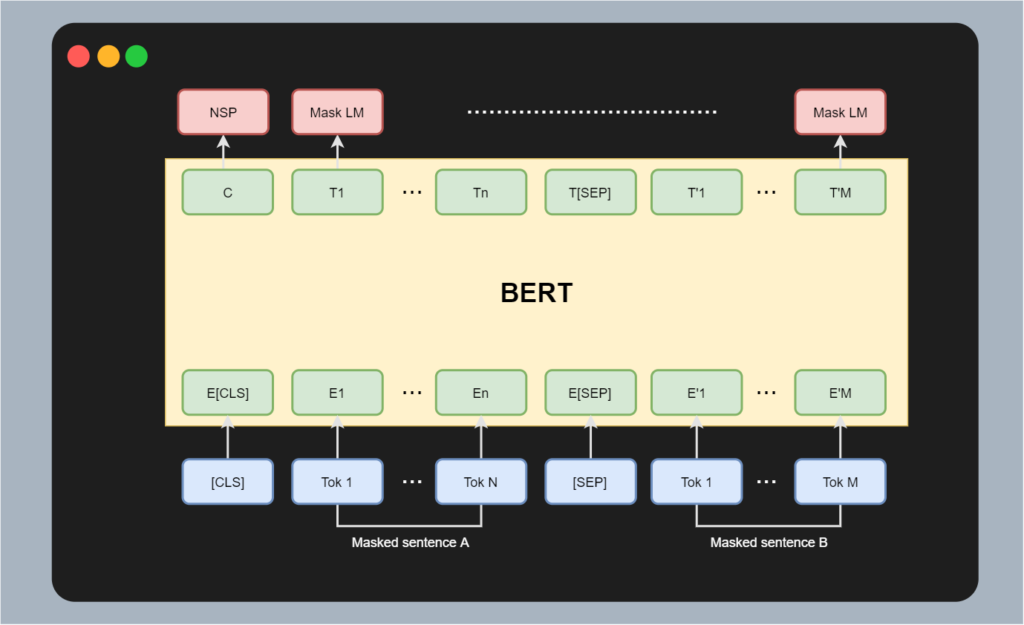 NSP Mask LM Mask LM
C T1 ... Tn T[SEP] T'1 ... T'M
BERT
E[CLS] E1 ... En E[SEP] E'1 ... E'M
[CLS] Tok 1 ... Tok N [SEP] Tok 1 ... Tok M
Masked sentence A Masked sentence B